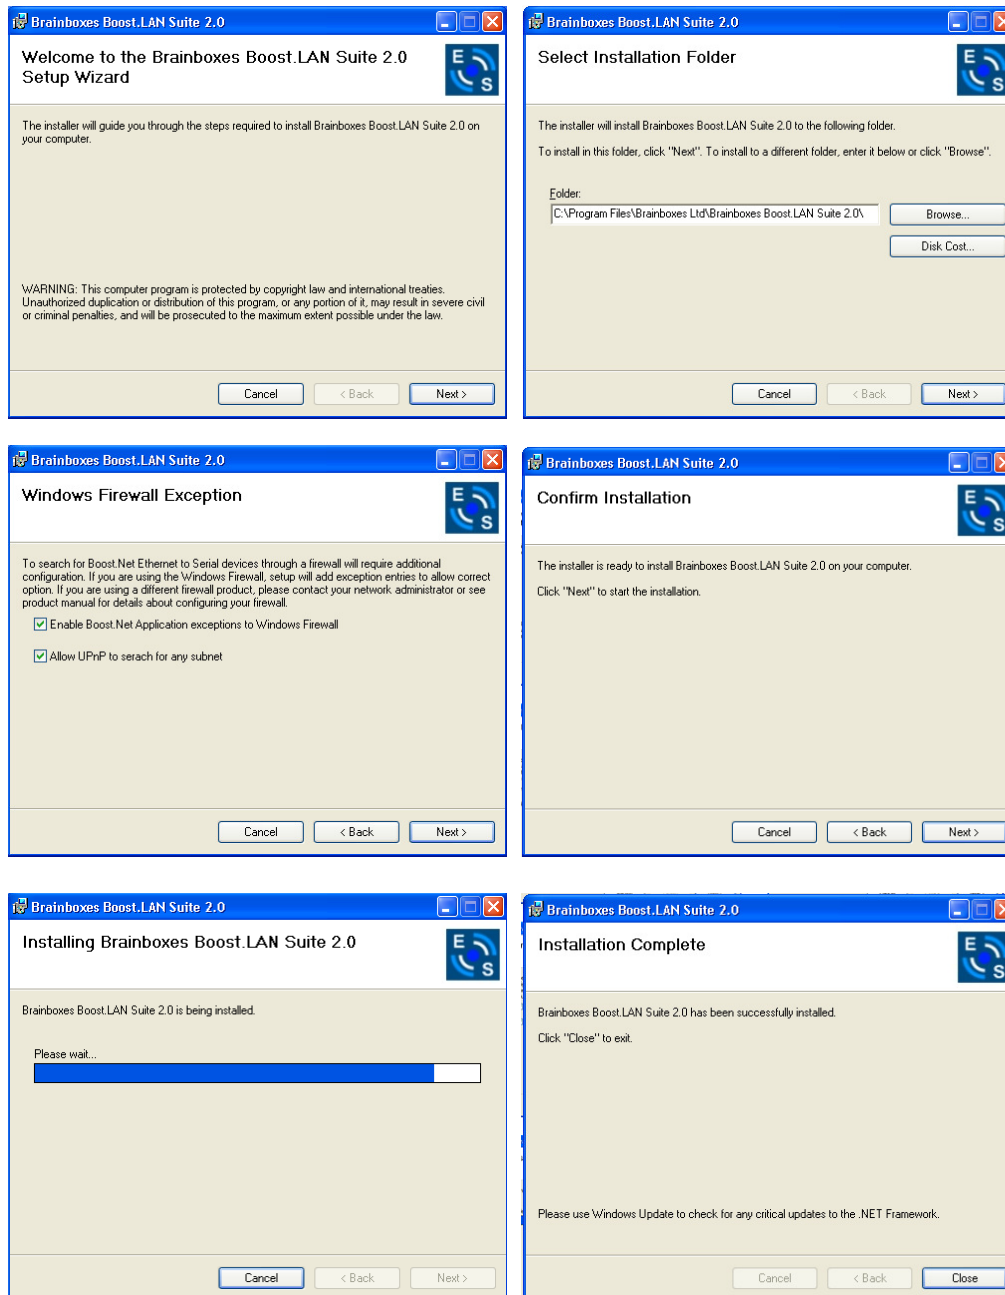 Brainboxes Boost.LAN Suite 2.0
Welcome to the Brainboxes Boost.LAN Suite 2.0
Setup Wizard
E
S
The installer will guide you through the steps required to install Brainboxes Boost.LAN Suite 2.0 on
your computer.
WARNING: This computer program is protected by copyright law and international treaties.
Unauthorized duplication or distribution of this program, or any portion of it, may result in severe civil
or criminal penalties, and will be prosecuted to the maximum extent possible under the law.
Cancel
< Back
Next >
Brainboxes Boost.LAN Suite 2.0
Select Installation Folder
E
S
The installer will install Brainboxes Boost.LAN Suite 2.0 to the following folder.
To install in this folder, click "Next". To install to a different folder, enter it below or click "Browse".
Folder:
C:\Program Files\Brainboxes Ltd\Brainboxes Boost.LAN Suite 2.0\
Browse...
Disk Cost...
Cancel
< Back
Next >
Brainboxes Boost.LAN Suite 2.0
Windows Firewall Exception
E
S
To search for Boost.Net Ethernet to Serial devices through a firewall will require additional
configuration. If you are using the Windows Firewall, setup will add exception entries to allow correct
option. If you are using a different firewall product, please contact your network administrator or see
product manual for details about configuring your firewall.
Enable Boost.Net Application exceptions to Windows Firewall
Allow UPnP to serach for any subnet
Cancel
< Back
Next >
Brainboxes Boost.LAN Suite 2.0
Confirm Installation
E
S
The installer is ready to install Brainboxes Boost.LAN Suite 2.0 on your computer.
Click "Next" to start the installation.
Cancel
< Back
Next >
Brainboxes Boost.LAN Suite 2.0
Installing Brainboxes Boost.LAN Suite 2.0
E
S
Brainboxes Boost.LAN Suite 2.0 is being installed.
Please wait...
Cancel
< Back
Next >
Brainboxes Boost.LAN Suite 2.0
Installation Complete
E
S
Brainboxes Boost.LAN Suite 2.0 has been successfully installed.
Click "Close" to exit.
Please use Windows Update to check for any critical updates to the .NET Framework.
Cancel
< Back
Close